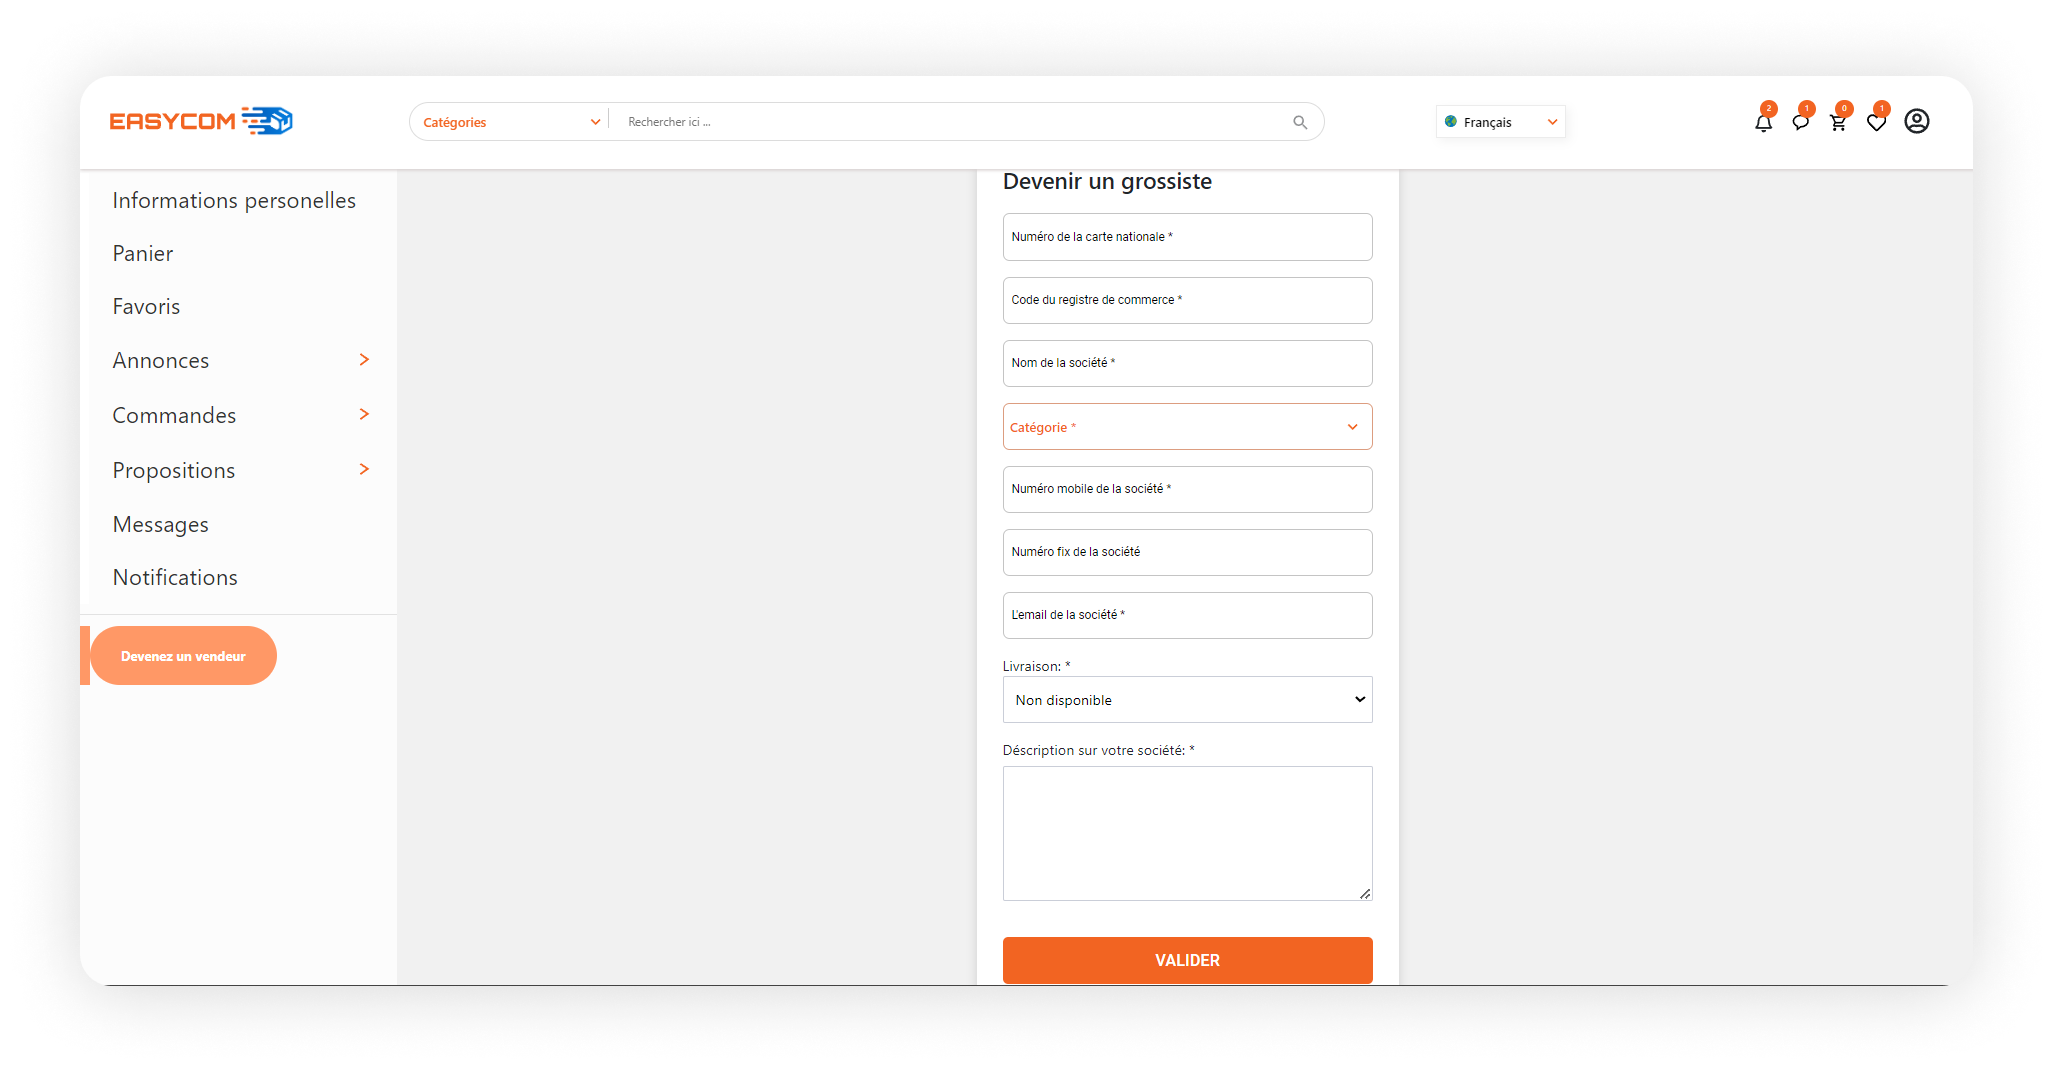 EASYCOM
Catégories
Rechercher ici ...
Français
2
1
0
1
Informations personelles
Panier
Favoris
Annonces
Commandes
Propositions
Messages
Notifications
Devenez un vendeur
Devenir un grossiste
Numéro de la carte nationale *
Code du registre de commerce *
Nom de la société *
Catégorie *
Numéro mobile de la société *
Numéro fix de la société
L'email de la société *
Livraison: *
Non disponible
Déscription sur votre société: *
VALIDER